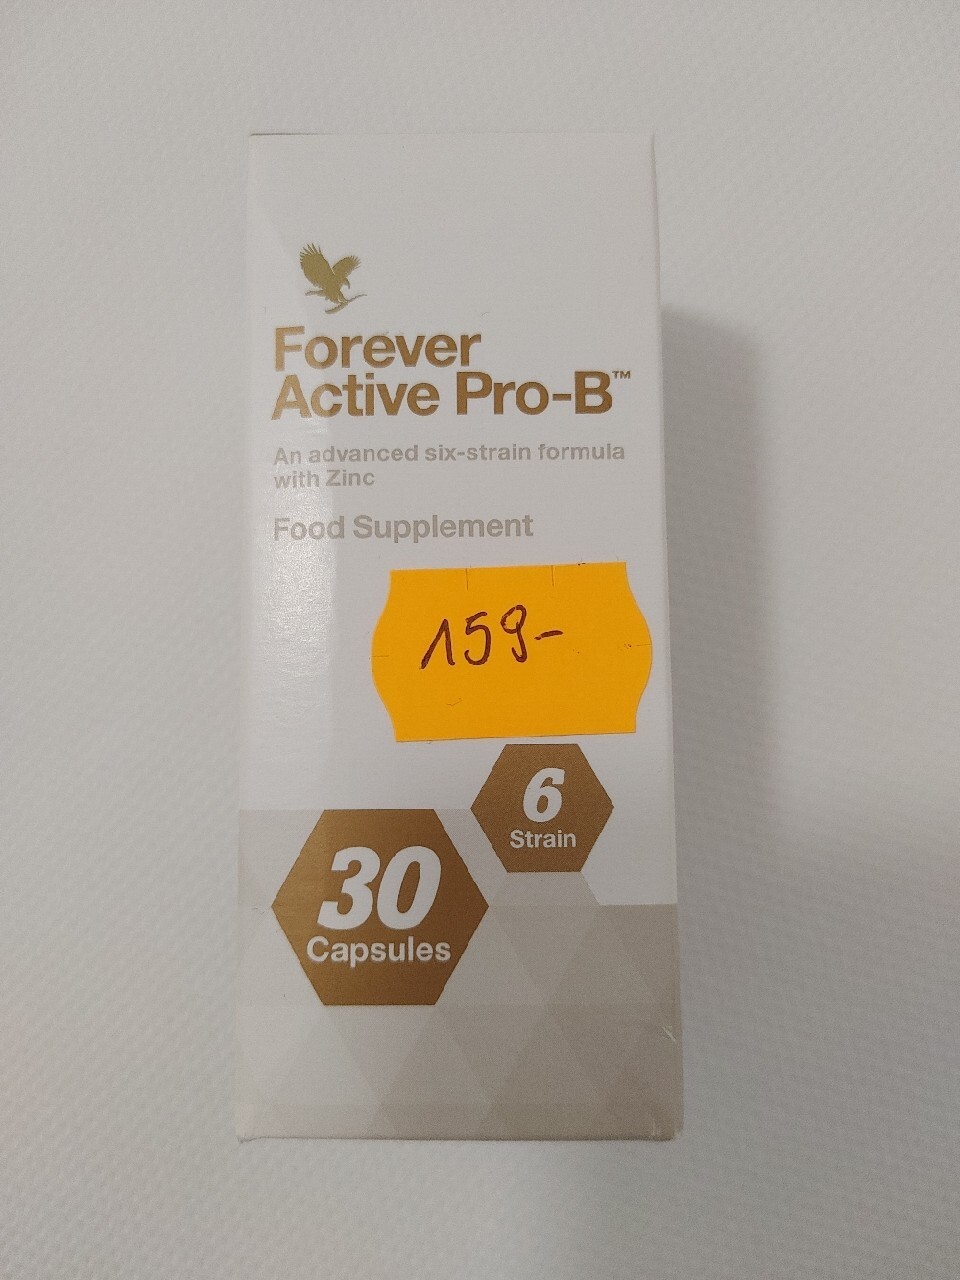 Forever
Active Pro-B™
An advanced six-strain formula
with Zinc
Food Supplement
159-
6
Strain
30
Capsules